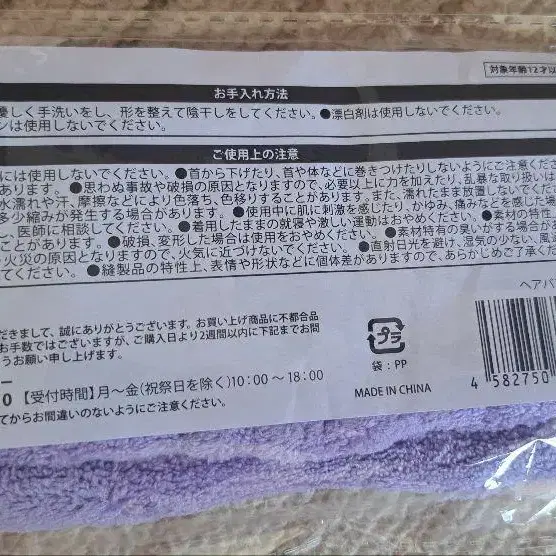 対象年齢12才以
お手入れ方法
優しく手洗いをし、形を整えて陰干しをしてください。●漂白剤は使用しないでください。
ンは使用しないでください。
ご使用上の注意
には使用しないでください。●首から下げたり、首や体などに巻きつけたりしないようにご注意くださ
あります。●思わぬ事故や破損の原因となりますので、必要以上に力を加えたり、乱暴な取り扱いは
水濡れや汗、摩擦などにより色落ち、色移りすることがあります。また、濡れたまま放置しないでくだ
多少縮みが発生する場合があります。●使用中に肌に刺激を感じたり、かゆみ、痛みなどを感じた場
、医師に相談してください。●着用したままの就寝や激しい運動はおやめください。●素材の特性
ことがあります。●破損、変形した場合は使用をおやめください。●素材特有の臭いがする場合があ
・火災の原因となりますので、火気に近づけないでください。●直射日光を避け、湿気の少ない、風
てください。●縫製品の特性上、表情や形状などに個体差がありますので、あらかじめご了承くださ
ヘアバ
だきまして、誠にありがとうございます。お買い上げ商品に不都合品
お手数ではございますが、ご購入日より2週間以内に下記までお問
うお願い申し上げます。
0【受付時間】月〜金(祝祭日を除く)10:00〜18:00
てからお間違いのないようにご注意ください。
プラ
袋:PP
MADE IN CHINA
4 582750